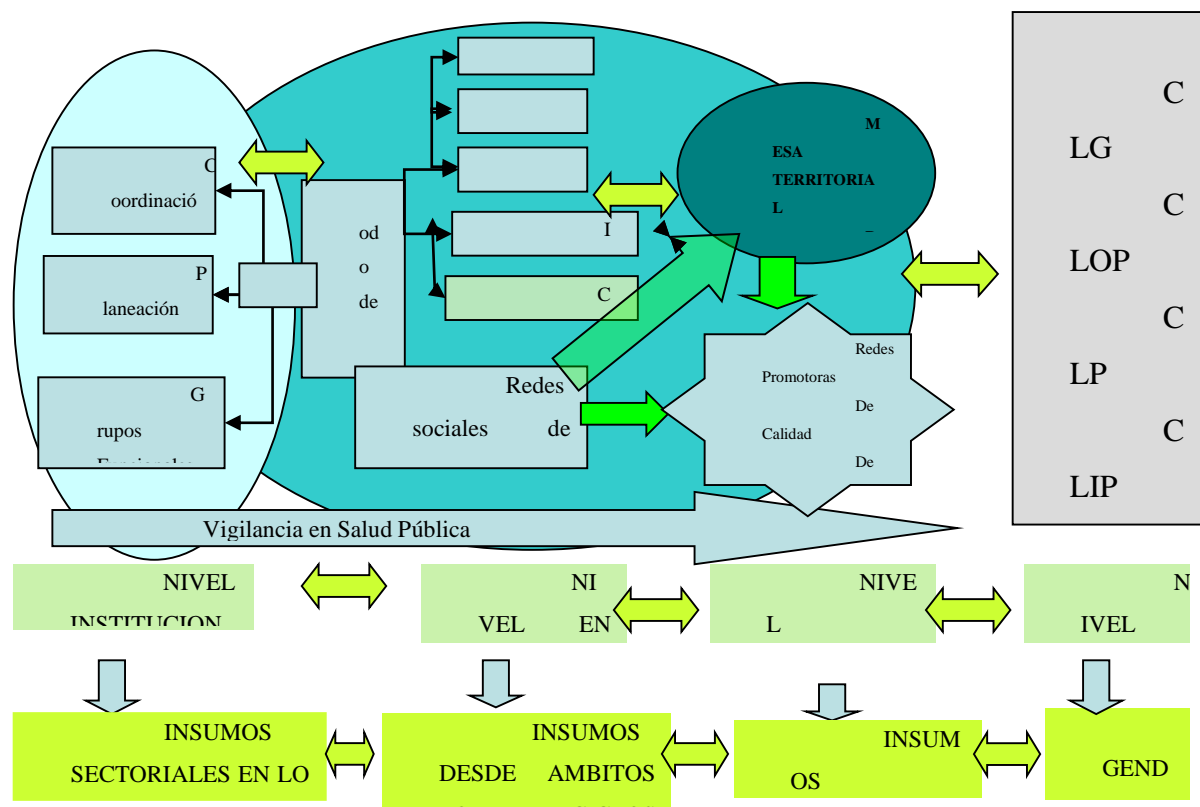 C
oordinació
P
laneación
G
rupos
od
o
de
I
C
Redes
sociales de
M
ESA
TERRITORIA
L
Redes
Promotoras
De
Calidad
De
C
LG
C
LOP
C
LP
C
LIP
Vigilancia en Salud Pública
NIVEL
INSTITUCION
NI
VEL EN
NIVE
L
N
IVEL
INSUMOS
SECTORIALES EN LO
INSUMOS
DESDE AMBITOS
INSUM
OS
GEND